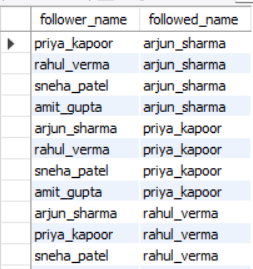 follower_name followed_name
priya_kapoor arjun_sharma
rahul_verma arjun_sharma
sneha_patel arjun_sharma
amit_gupta arjun_sharma
arjun_sharma priya_kapoor
rahul_verma priya_kapoor
sneha_patel priya_kapoor
amit_gupta priya_kapoor
arjun_sharma rahul_verma
priya_kapoor rahul_verma
sneha_patel rahul_verma